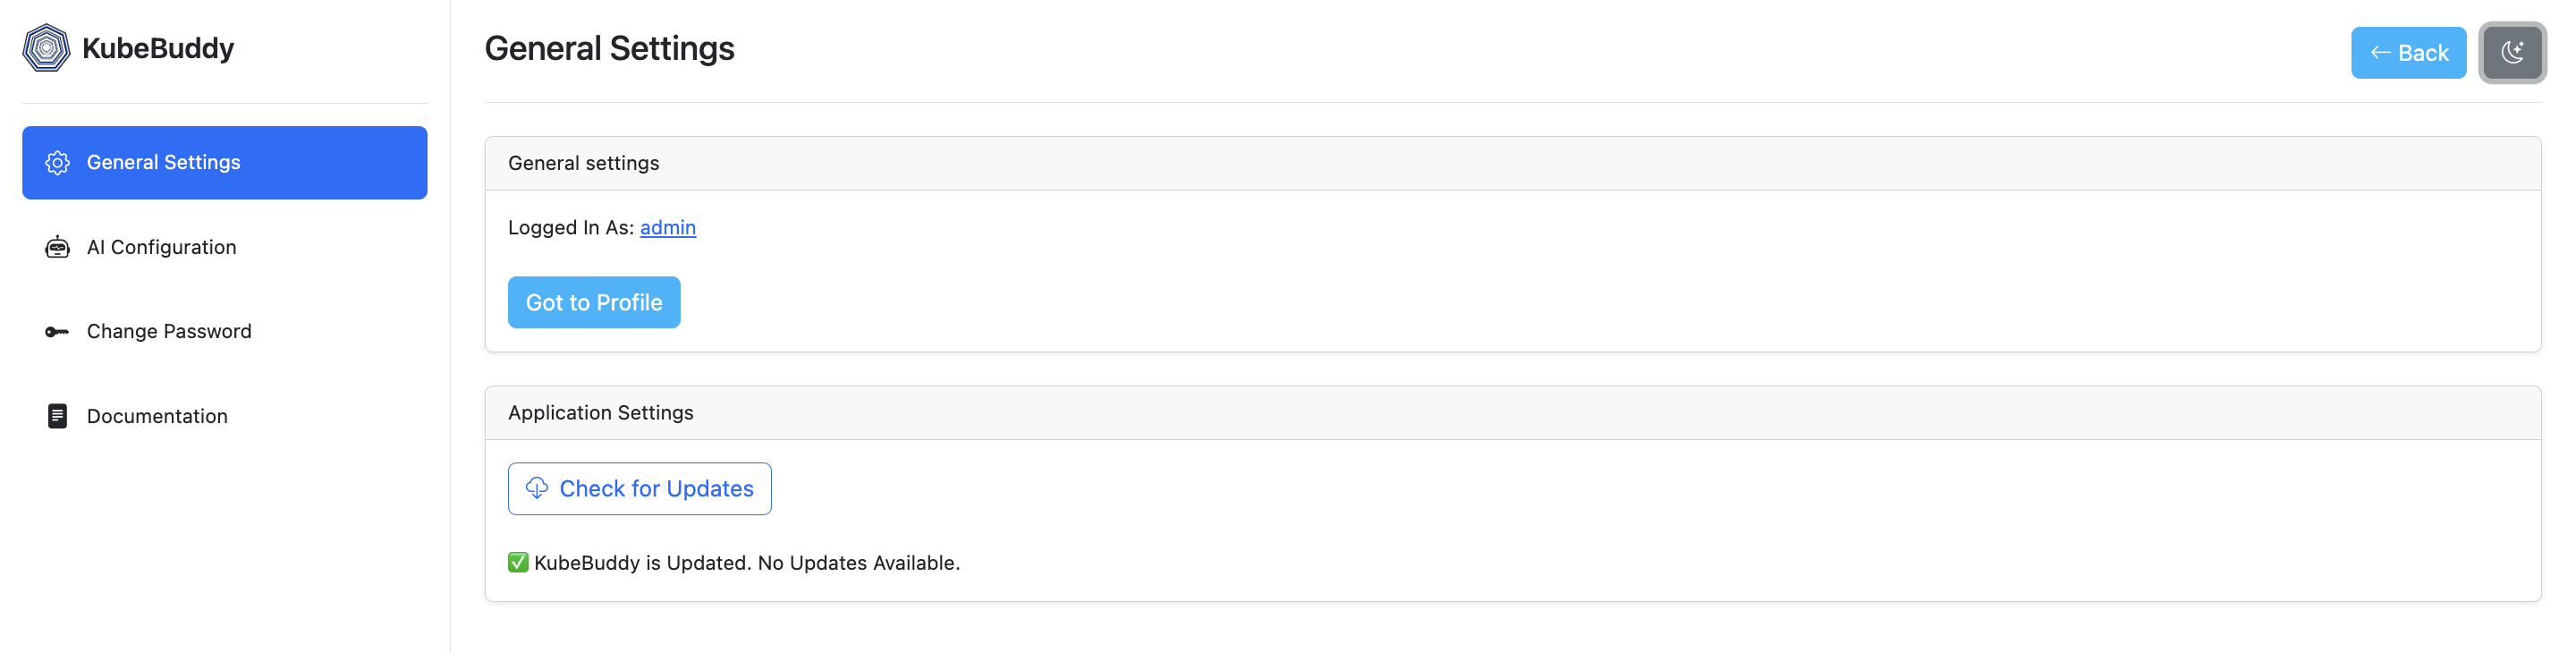 KubeBuddy
General Settings
AI Configuration
Change Password
Documentation
General Settings
← Back
General settings
Logged In As: admin
Got to Profile
Application Settings
Check for Updates
✅ KubeBuddy is Updated. No Updates Available.